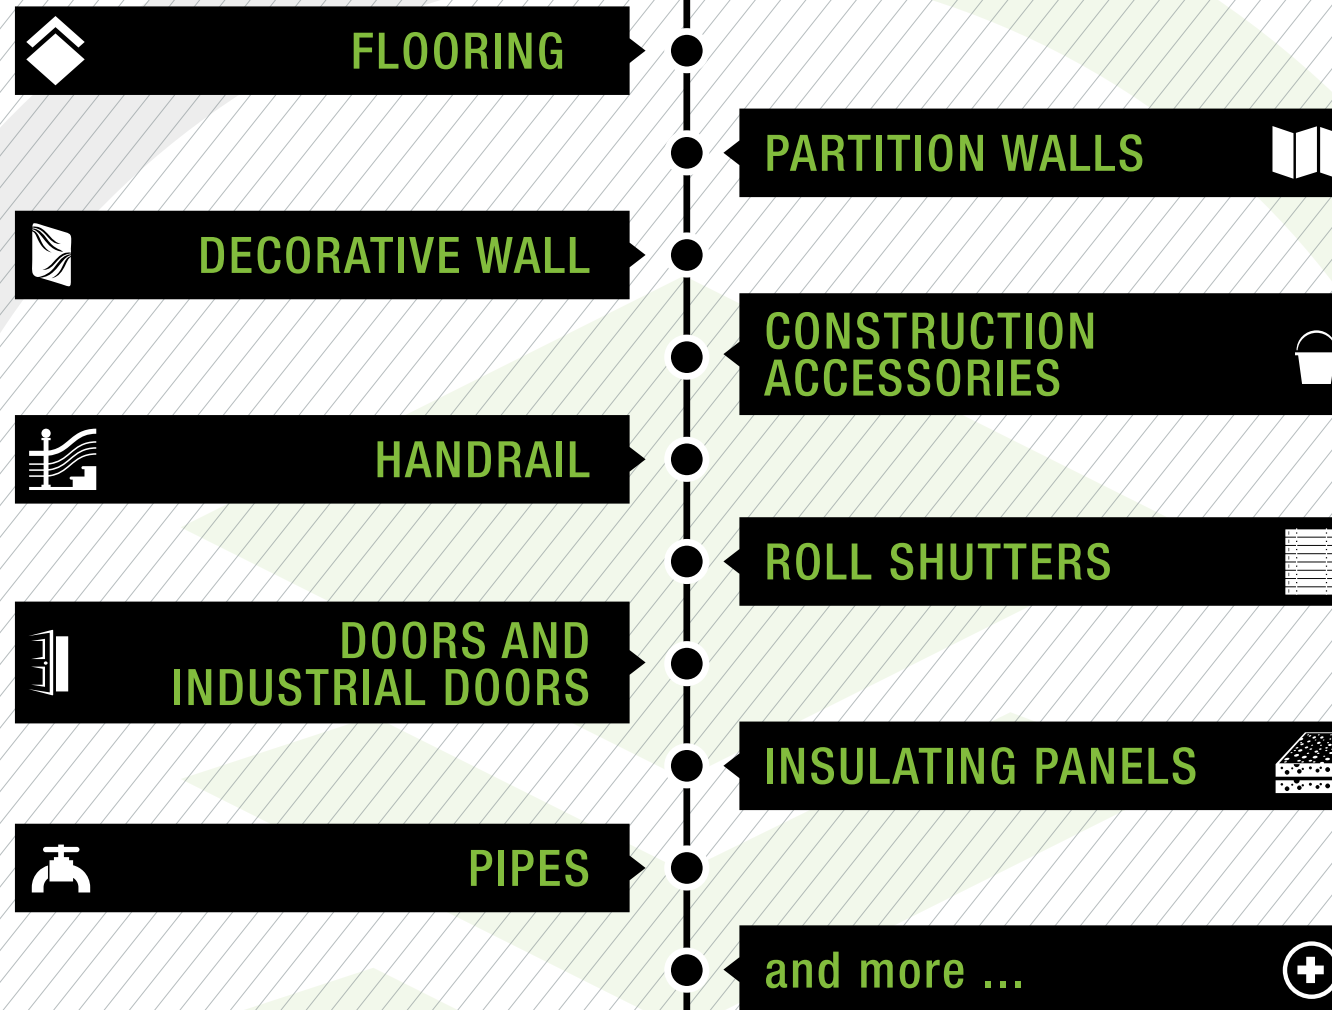 FLOORING
PARTITION WALLS
DECORATIVE WALL
CONSTRUCTION
ACCESSORIES
HANDRAIL
ROLL SHUTTERS
DOORS AND
INDUSTRIAL DOORS
INSULATING PANELS
PIPES
and more ...